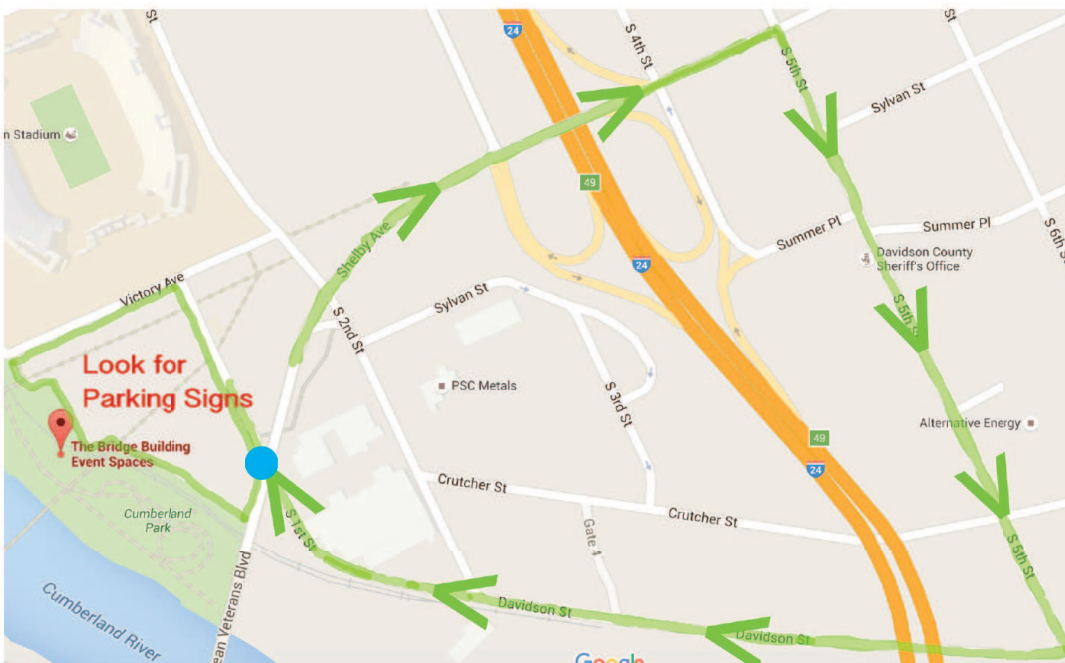 St
24
S 4th St
S 5th St
St
Sylvan St
n Stadium
49
Shelby Ave
Summer Pl
Summer Pl
S 6th St
Davidson County
Sheriff's Office
24
Victory Ave
Sylvan St
S 2nd St
S 5th St
Look for
Parking Signs
PSC Metals
S 3rd St
Alternative Energy
The Bridge Building
Event Spaces
49
24
Crutcher St
Crutcher St
Cumberland
Park
S 1st St
Gate 4
S 5th St
Cumberland River
ean Veterans Blvd
Davidson St
Davidson St
Google